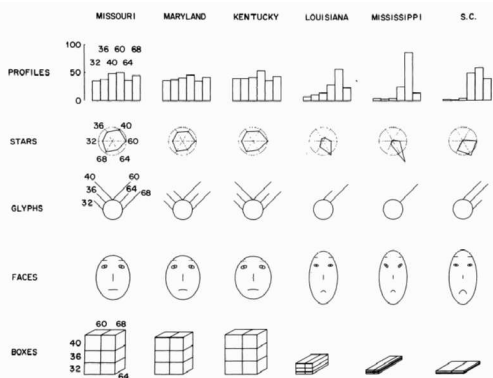 MISSOURI MARYLAND KENTUCKY LOUISIANA MISSISSIPPI S.C.
36 60 68
100
32 40 64
PROFILES 50
0
36 40
STARS 32 60
68 64
40 60
GLYPHS 36 64 68
32
FACES
60 68
40
BOXES 36
32
64